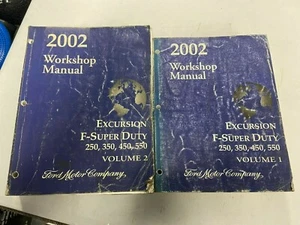 2002
Workshop
Manual
EXCURSION
F-SUPER DUTY
250, 350, 450, 550
VOLUME 2
Ford Motor Company,
2002
Workshop
Manual
EXCURSION
F-SUPER DUTY
250, 350, 450, 550
VOLUME 1
Ford Motor Company,